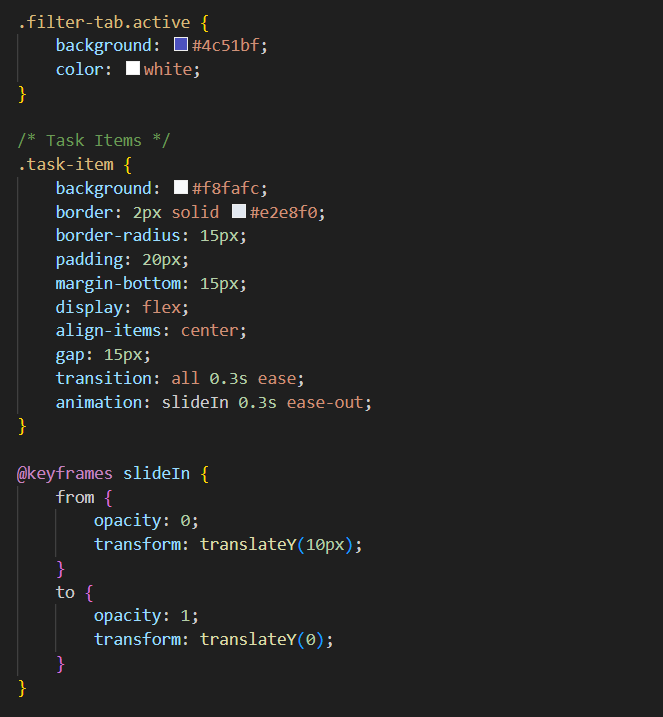 .filter-tab.active {
    background: #4c51bf;
    color: white;
}

/* Task Items */
.task-item {
    background: #f8fafc;
    border: 2px solid #e2e8f0;
    border-radius: 15px;
    padding: 20px;
    margin-bottom: 15px;
    display: flex;
    align-items: center;
    gap: 15px;
    transition: all 0.3s ease;
    animation: slideIn 0.3s ease-out;
}

@keyframes slideIn {
    from {
        opacity: 0;
        transform: translateY(10px);
    }
    to {
        opacity: 1;
        transform: translateY(0);
    }
}